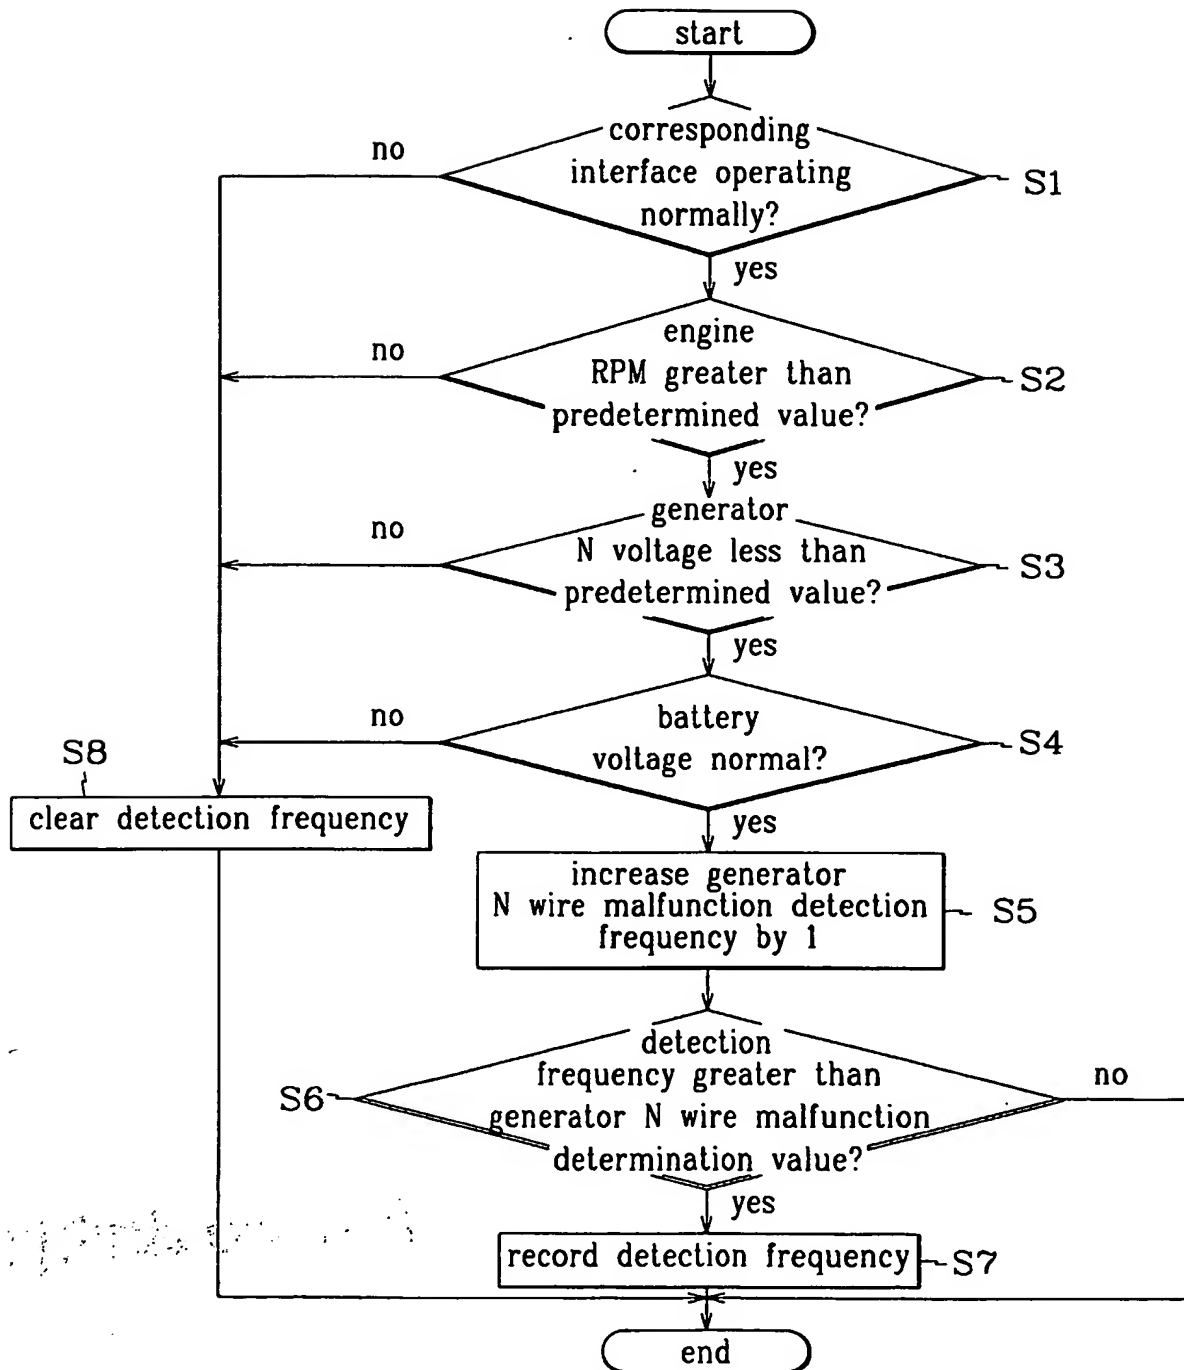 start
corresponding
interface operating
normally?
no
S1
yes
engine
RPM greater than
predetermined value?
no
S2
yes
generator
N voltage less than
predetermined value?
no
S3
yes
battery
voltage normal?
no
S4
S8
clear detection frequency
yes
increase generator
N wire malfunction detection
frequency by 1
S5
detection
frequency greater than
generator N wire malfunction
determination value?
S6
no
yes
record detection frequency
S7
end